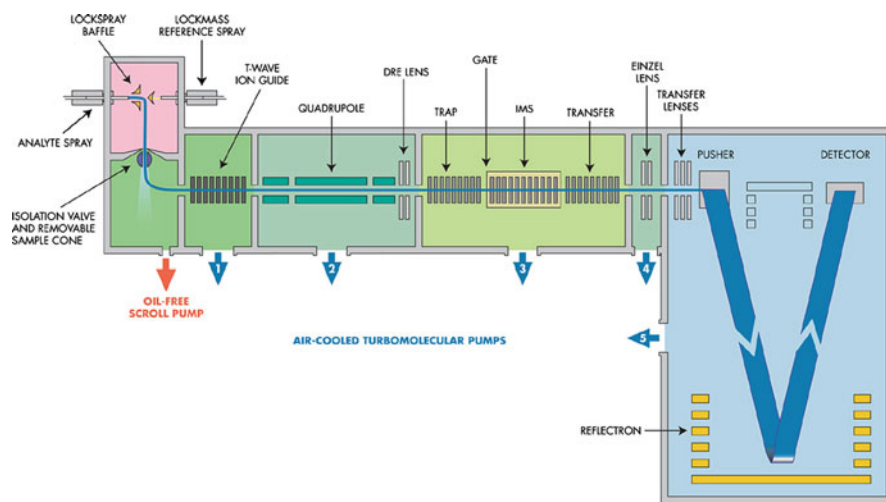 LOCKSPRAY
BAFFLE
LOCKMASS
REFERENCE SPRAY
T-WAVE
ION GUIDE
ANALYTE SPRAY
ISOLATION VALVE
AND REMOVABLE
SAMPLE CONE
QUADRUPOLE
DRE LENS
GATE
TRAP
IMS
TRANSFER
EINZEL
LENS
TRANSFER
LENSES
PUSHER
DETECTOR
1
2
3
4
OIL-FREE
SCROLL PUMP
AIR-COOLED TURBOMOLECULAR PUMPS
5
REFLECTRON